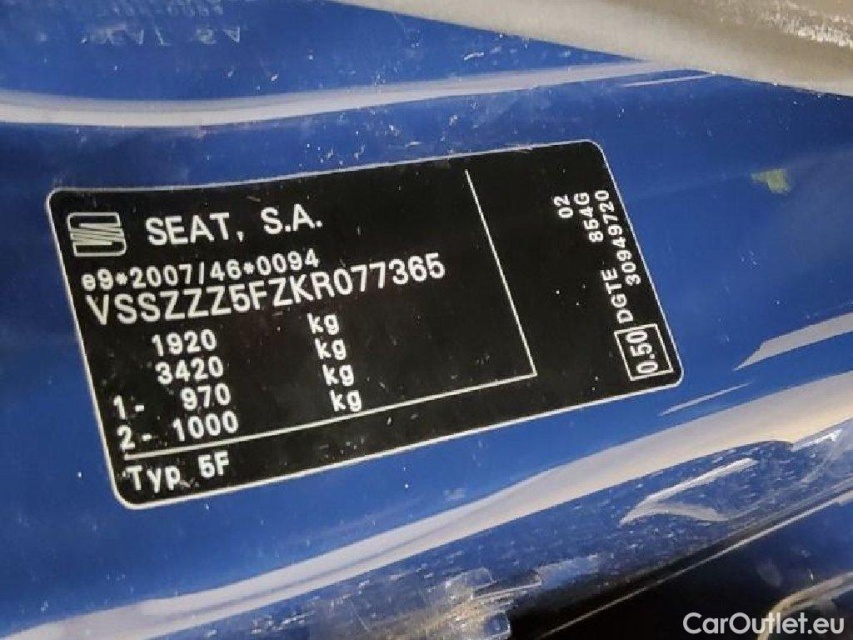 SEAT, S.A.
e9*2007/46*0094
VSSZZZ5FZKR077365
1920 kg
3420 kg
1- 970 kg
2- 1000 kg
Typ 5F
02
854G
DGTE 30949720
0.50
CarOutlet.eu